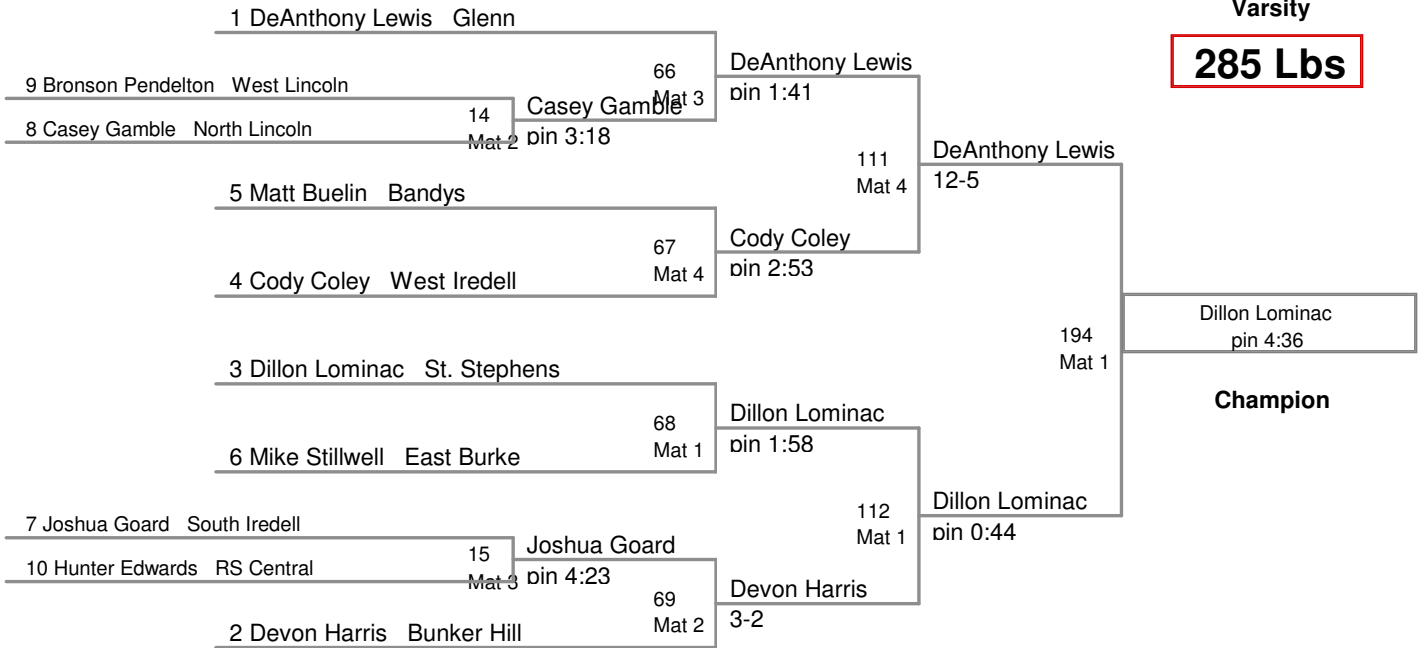 Varsity
285 Lbs
1 DeAnthony Lewis Glenn
9 Bronson Pendelton West Lincoln
8 Casey Gamble North Lincoln
14
Mat 2
Casey Gamble
pin 3:18
66
Mat 3
DeAnthony Lewis
pin 1:41
5 Matt Buelin Bandys
4 Cody Coley West Iredell
67
Mat 4
Cody Coley
pin 2:53
111
Mat 4
DeAnthony Lewis
12-5
3 Dillon Lominac St. Stephens
6 Mike Stillwell East Burke
68
Mat 1
Dillon Lominac
pin 1:58
7 Joshua Goard South Iredell
10 Hunter Edwards RS Central
15
Mat 3
Joshua Goard
pin 4:23
2 Devon Harris Bunker Hill
69
Mat 2
Devon Harris
3-2
112
Mat 1
Dillon Lominac
pin 0:44
194
Mat 1
Dillon Lominac
pin 4:36
Champion